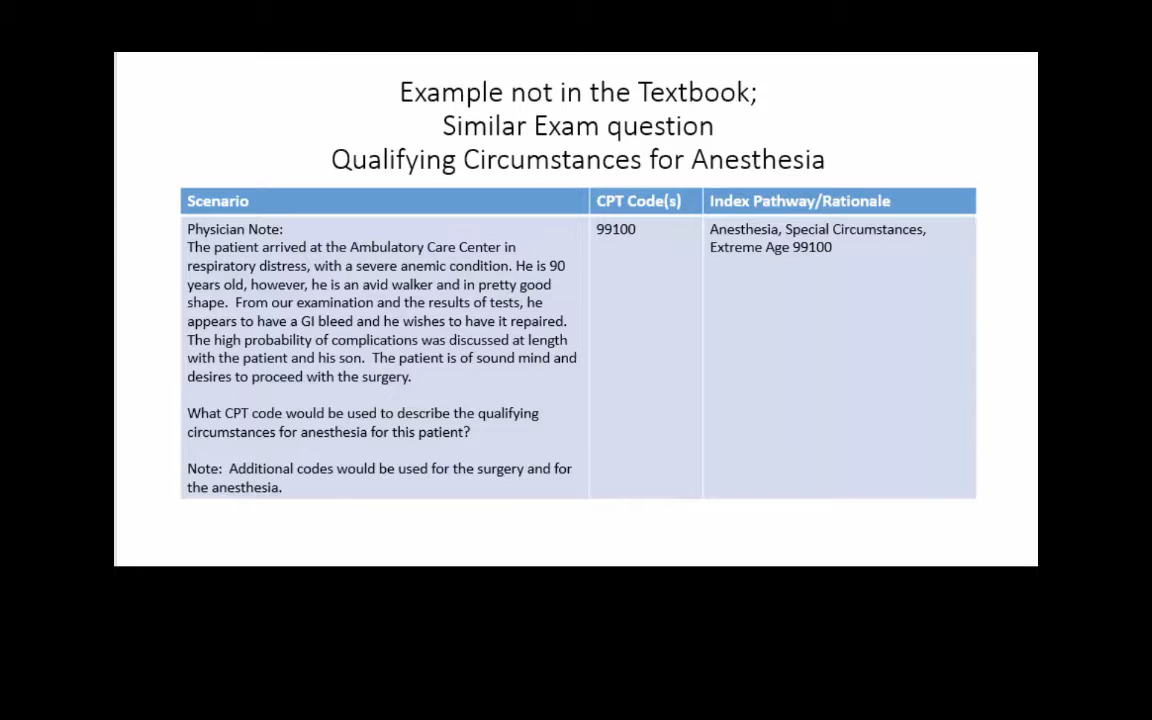 Example not in the Textbook;
Similar Exam question
Qualifying Circumstances for Anesthesia
Scenario
CPT Code(s)
Index Pathway/Rationale
Physician Note:
The patient arrived at the Ambulatory Care Center in
respiratory distress, with a severe anemic condition. He is 90
years old, however, he is an avid walker and in pretty good
shape.  From our examination and the results of tests, he
appears to have a GI bleed and he wishes to have it repaired.
The high probability of complications was discussed at length
with the patient and his son.  The patient is of sound mind and
desires to proceed with the surgery.
What CPT code would be used to describe the qualifying
circumstances for anesthesia for this patient?
Note:  Additional codes would be used for the surgery and for
the anesthesia.
99100
Anesthesia, Special Circumstances,
Extreme Age 99100